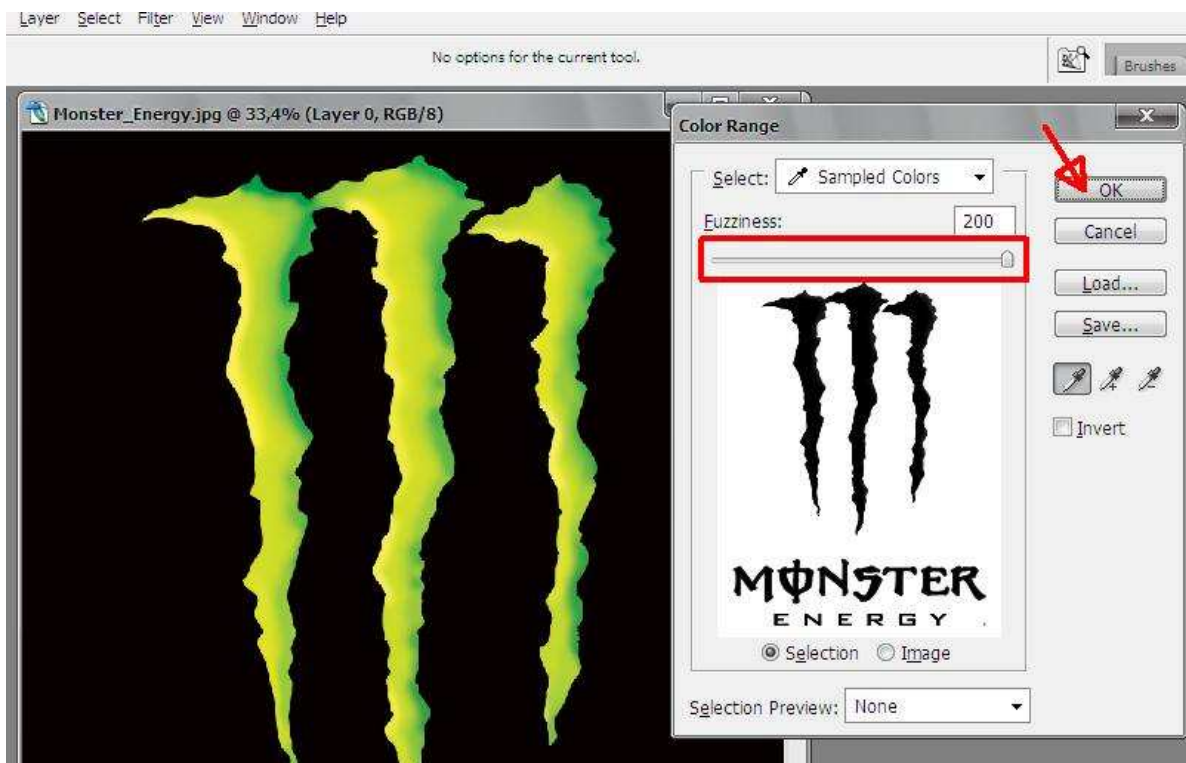 Layer Select Filter View Window Help
No options for the current tool.
Brushes
Monster_Energy.jpg @ 33,4% (Layer 0, RGB/8)
Color Range
Select: Sampled Colors
Fuzziness: 200
OK
Cancel
Load...
Save...
Invert
MONSTER
ENERGY
Selection Image
Selection Preview: None